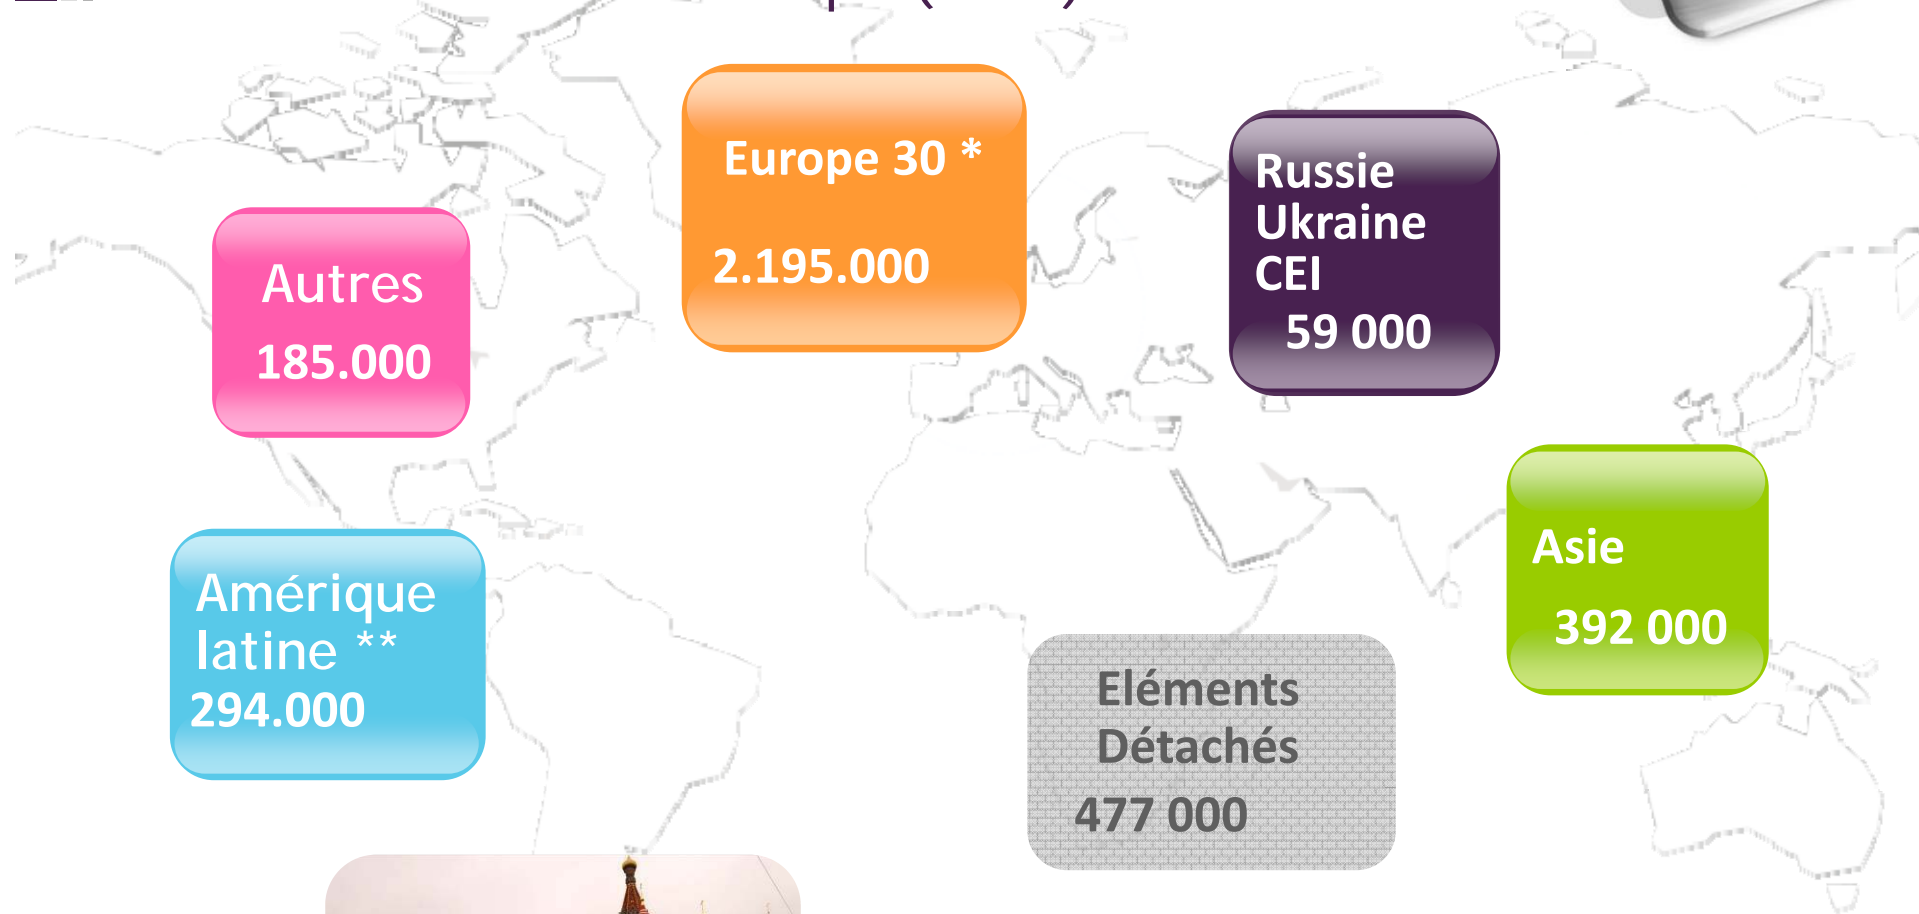 Europe 30 *
2.195.000
Russie
Ukraine
CEI
59 000
Autres
185.000
Asie
392 000
Amérique
latine **
294.000
Eléments
Détachés
477 000